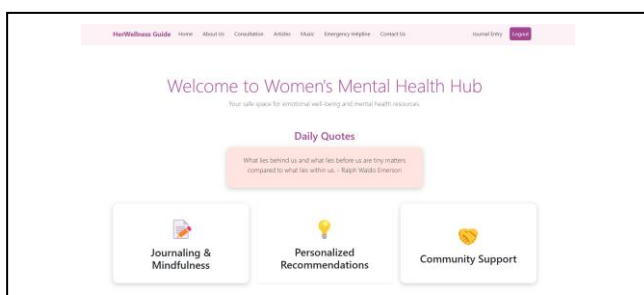 HerWellness Guide Home About Us Consultation Articles Music Emergency Helpline Contact Us Journal Entry Logout
Welcome to Women's Mental Health Hub
Your safe space for emotional well-being and mental health resources.
Daily Quotes
What lies behind us and what lies before us are tiny matters
compared to what lies within us. - Ralph Waldo Emerson
Journaling &
Mindfulness
Personalized
Recommendations
Community Support